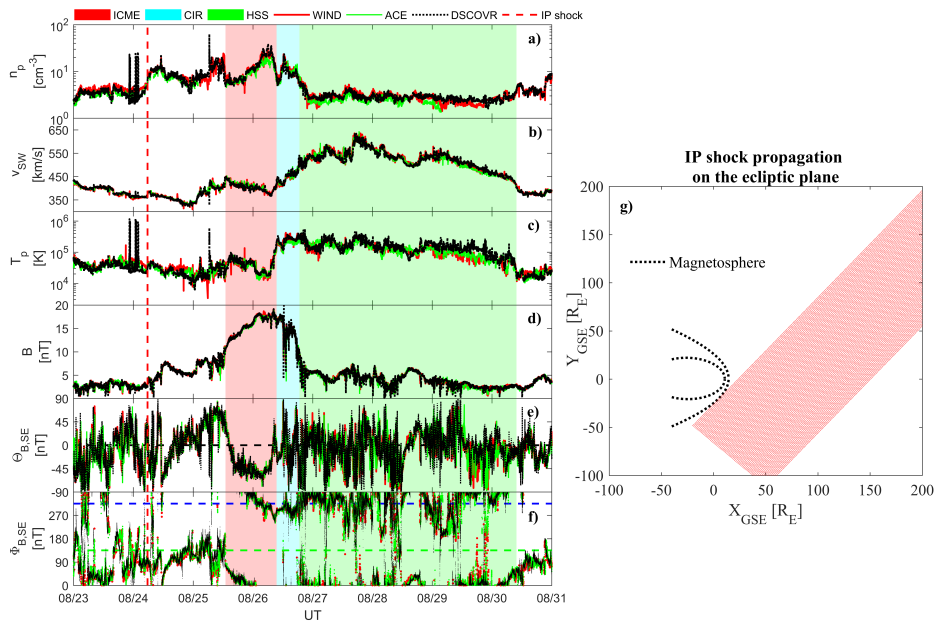 ICME CIR HSS WIND ACE DSCOVR IP shock
a)
n_p
[cm^-3]
10^2
10^1
10^0
b)
v_SW
[km/s]
650
550
450
350
c)
T_p
[K]
10^6
10^5
10^4
d)
B
[nT]
20
15
10
5
e)
Θ_B,SE
[nT]
90
45
0
-45
-90
f)
Φ_B,SE
[nT]
270
180
90
0
08/23 08/24 08/25 08/26 08/27 08/28 08/29 08/30 08/31
UT
IP shock propagation
on the ecliptic plane
g)
Magnetosphere
Y_GSE [R_E]
200
150
100
50
0
-50
-100
-100 -50 0 50 100 150 200
X_GSE [R_E]